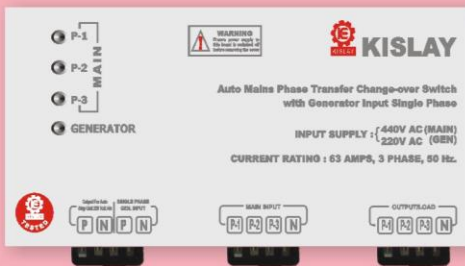 P-1
P-2
P-3
MAIN
GENERATOR
WARNING
KISLAY
KISLAY
Auto Mains Phase Transfer Change-over Switch
with Generator Input Single Phase
INPUT SUPPLY : { 440V AC (MAIN)
220V AC (GEN)
CURRENT RATING : 63 AMPS, 3 PHASE, 50 Hz.
TESTED
SINGLE PHASE
GEN. INPUT
P N P N
MAIN INPUT
P-1 P-2 P-3 N
OUTPUT/LOAD
P-1 P-2 P-3 N